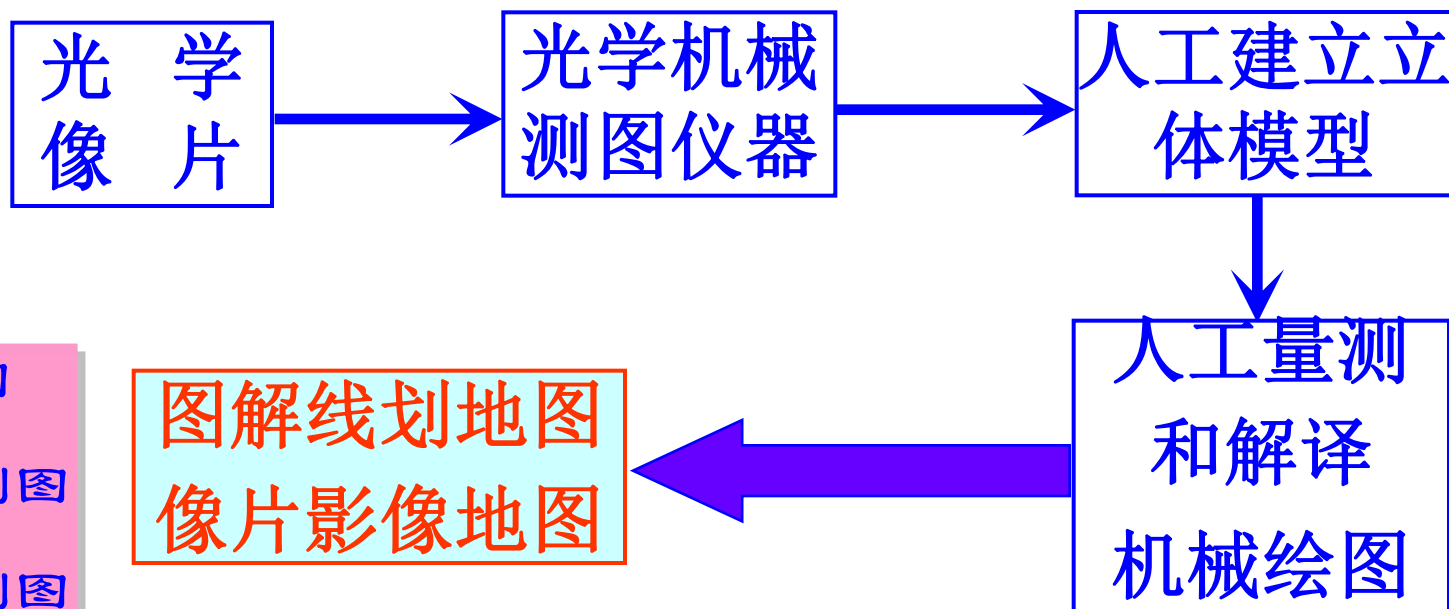 光 学
像 片
光学机械
测图仪器
人工建立立
体模型
人工量测
和解译
机械绘图
图解线划地图
像片影像地图
图
图